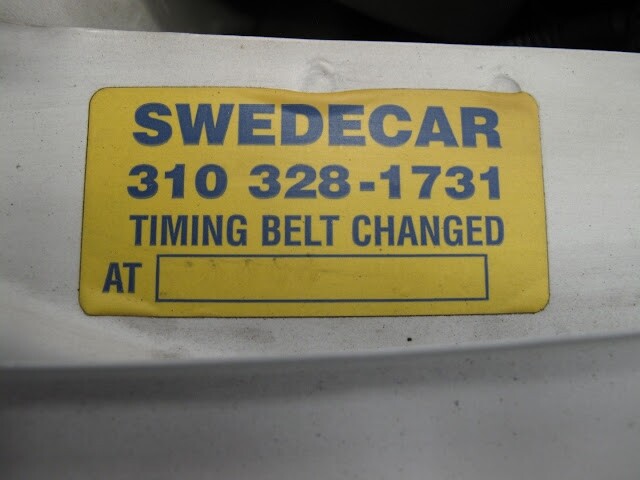 SWEDECAR
310 328-1731
TIMING BELT CHANGED
AT